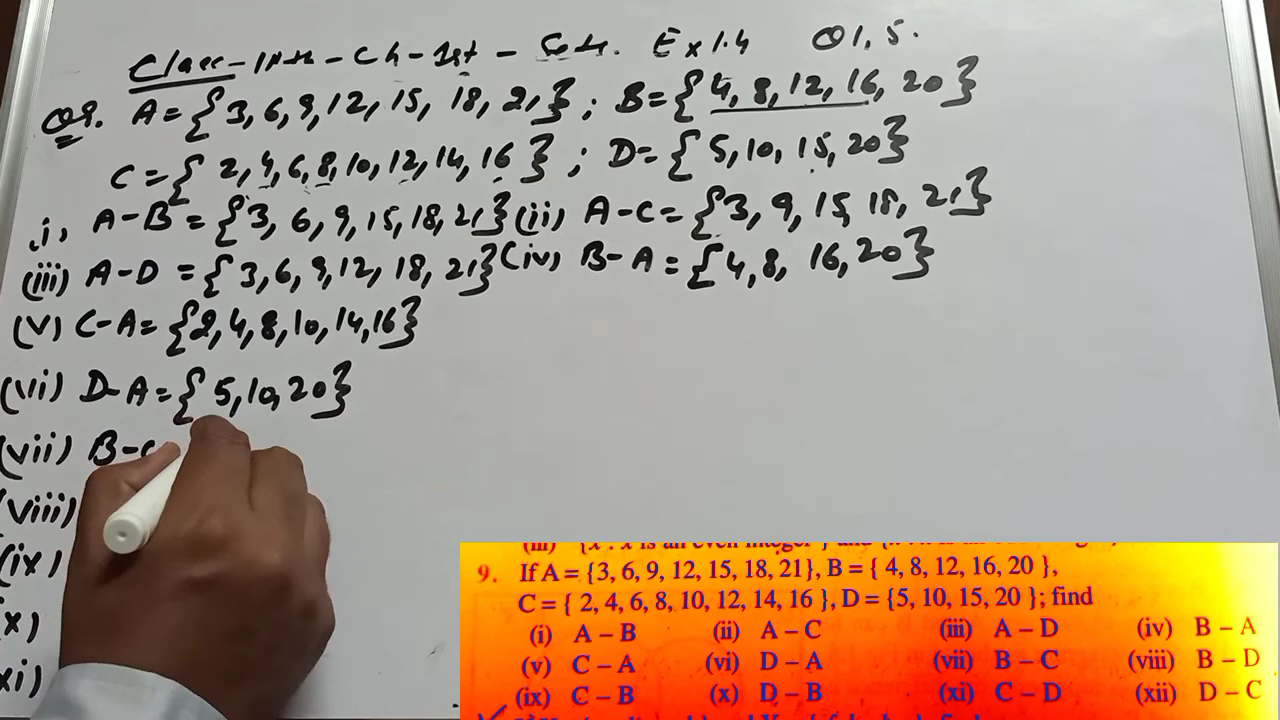 Class - IXth - Ch - 1st - Sets. Ex 1.4 Q1, 5.
Q9. A = {3, 6, 9, 12, 15, 18, 21}; B = {4, 8, 12, 16, 20}
C = {2, 4, 6, 8, 10, 12, 14, 16}; D = {5, 10, 15, 20}
(i) A - B = {3, 6, 9, 15, 18, 21} (ii) A - C = {3, 9, 15, 18, 21}
(iii) A - D = {3, 6, 9, 12, 18, 21} (iv) B - A = {4, 8, 16, 20}
(v) C - A = {2, 4, 8, 10, 14, 16}
(vi) D - A = {5, 10, 20}
(vii) B - C
(viii)
(ix)
x)
xi)
9. If A = {3, 6, 9, 12, 15, 18, 21}, B = { 4, 8, 12, 16, 20 },
C = { 2, 4, 6, 8, 10, 12, 14, 16 }, D = {5, 10, 15, 20 }; find
(i) A – B (ii) A – C (iii) A – D (iv) B – A
(v) C – A (vi) D – A (vii) B – C (viii) B – D
(ix) C – B (x) D – B (xi) C – D (xii) D – C